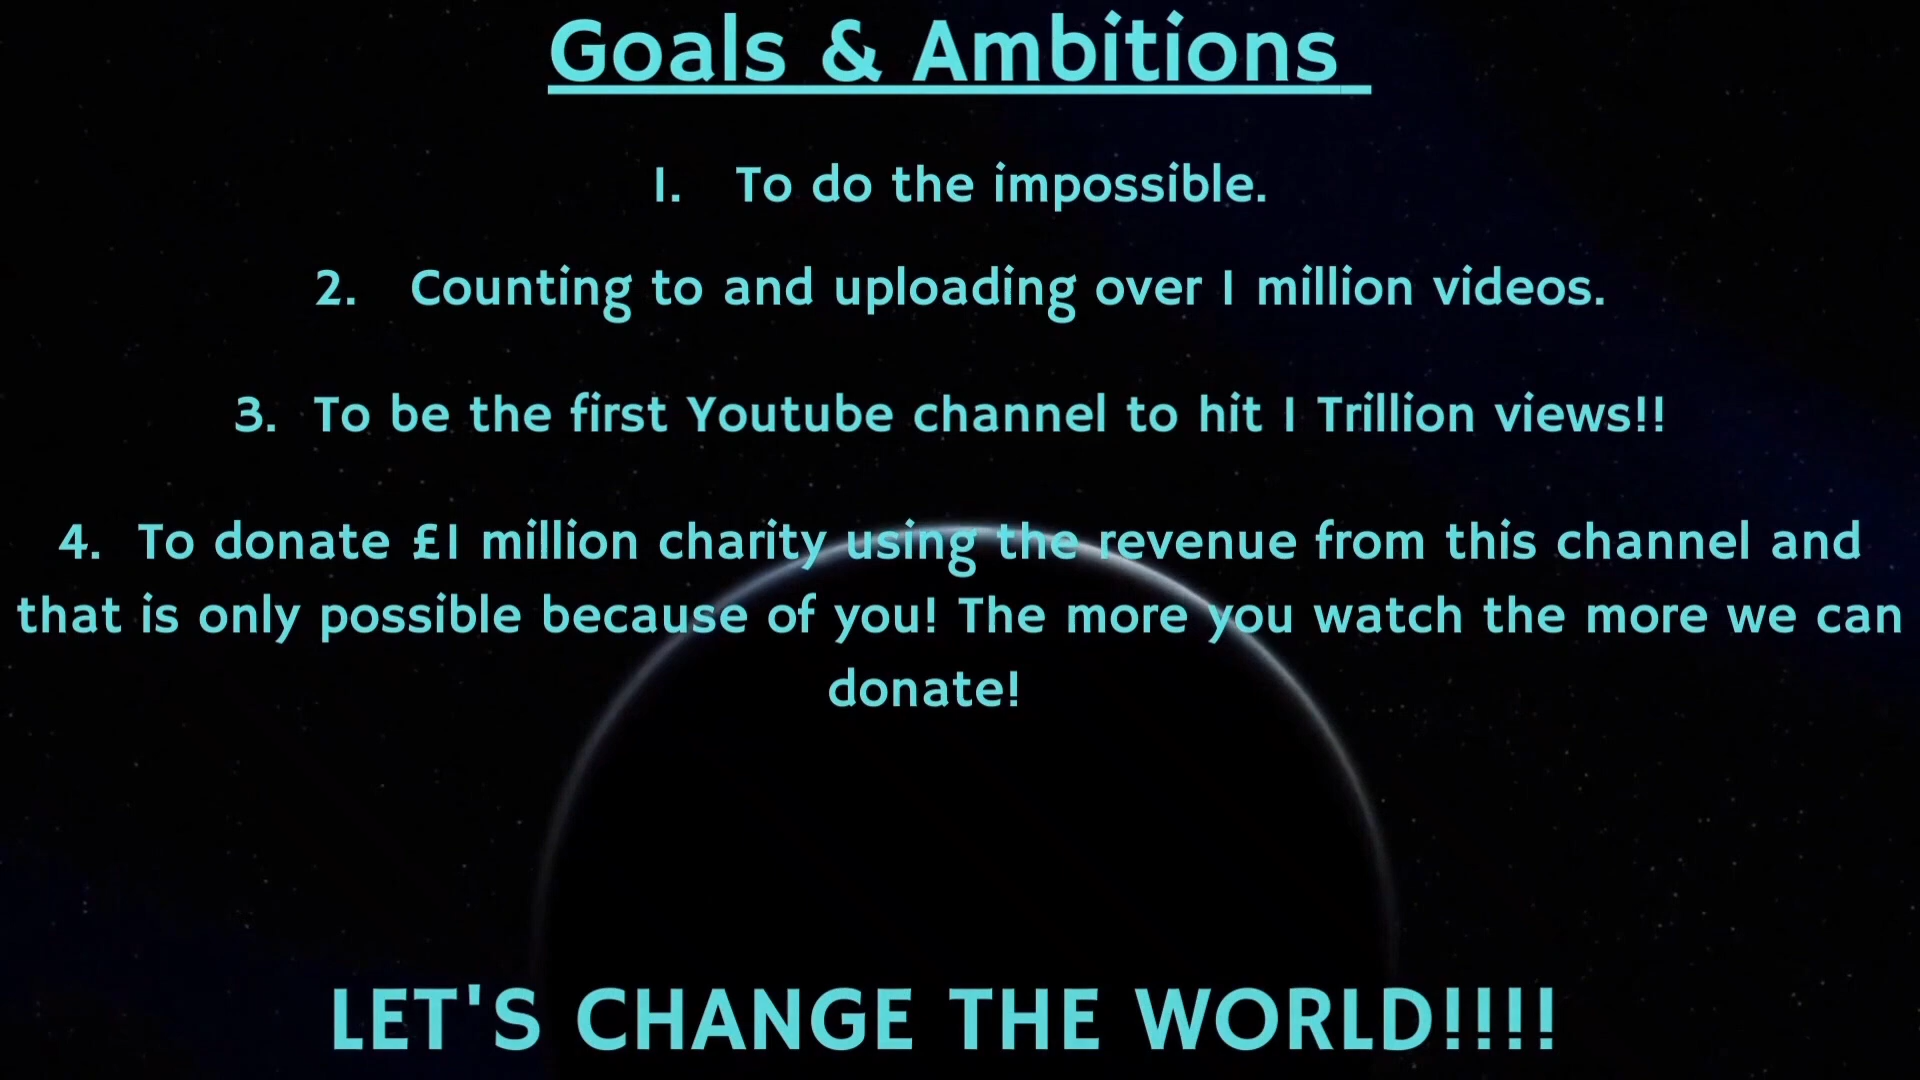 Goals & Ambitions
1. To do the impossible.
2. Counting to and uploading over 1 million videos.
3. To be the first Youtube channel to hit 1 Trillion views!!
4. To donate £1 million charity using the revenue from this channel and
that is only possible because of you! The more you watch the more we can
donate!
LET'S CHANGE THE WORLD!!!!